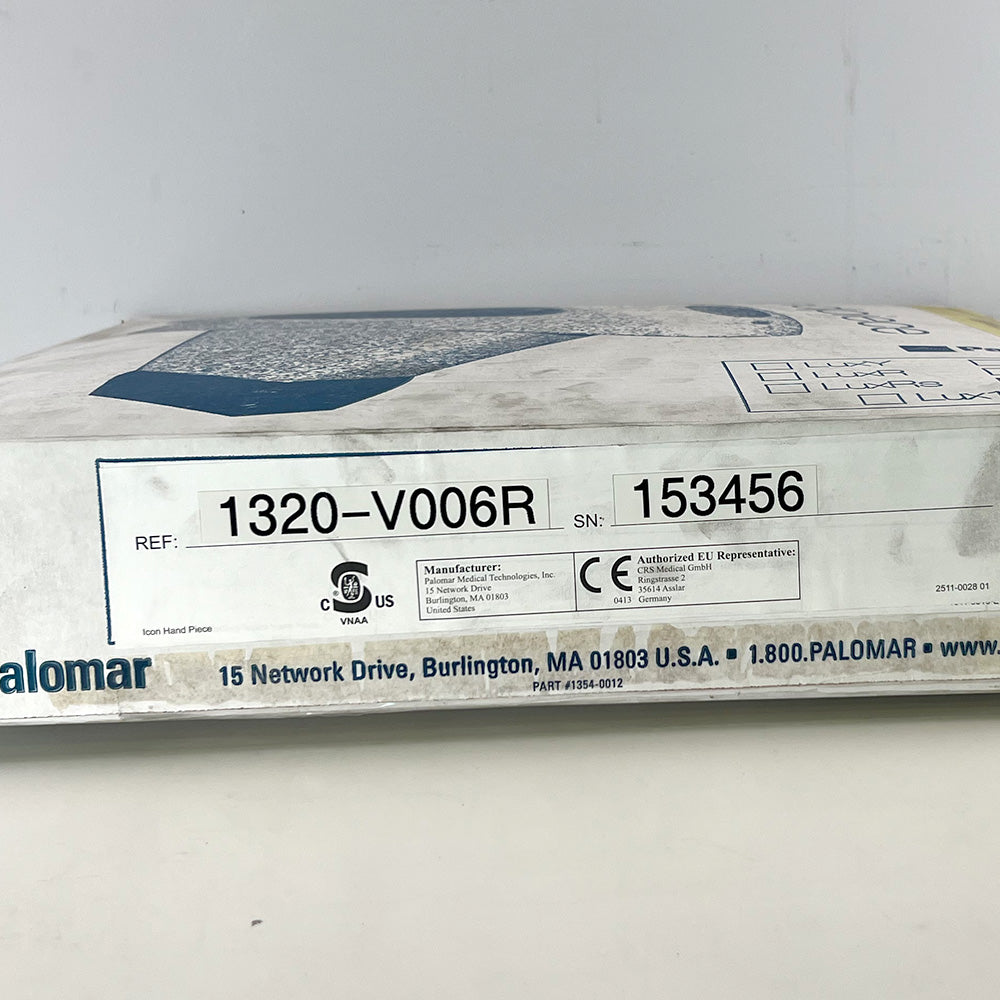 LUXY
LUXR
LUXRS
REF: 1320-V006R SN: 153456
C US
VNAA
Manufacturer:
Palomar Medical Technologies, Inc.
15 Network Drive
Burlington, MA 01803
United States
CE
0413
Authorized EU Representative:
CRS Medical GmbH
Ringstrasse 2
35614 Asslar
Germany
2511-0028 01
Icon Hand Piece
alomar 15 Network Drive, Burlington, MA 01803 U.S.A. ▪ 1.800.PALOMAR ▪ www.
PART #1354-0012